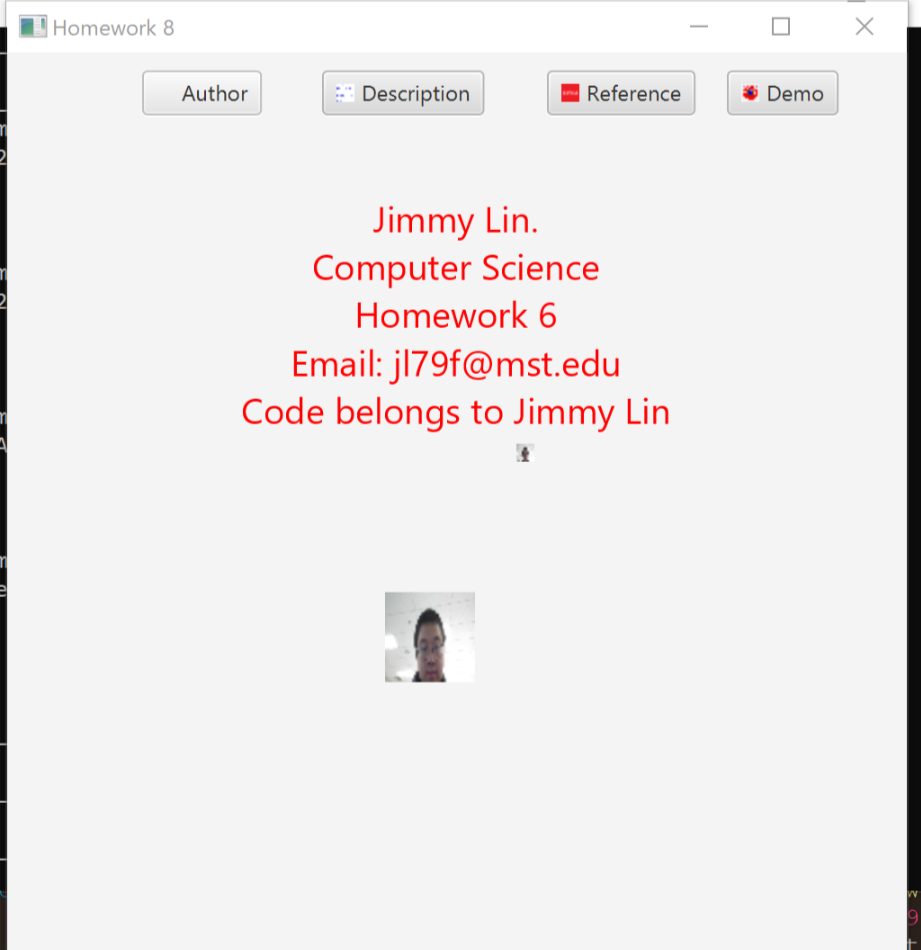 Homework 8
Author Description Reference Demo
Jimmy Lin.
Computer Science
Homework 6
Email: jl79f@mst.edu
Code belongs to Jimmy Lin